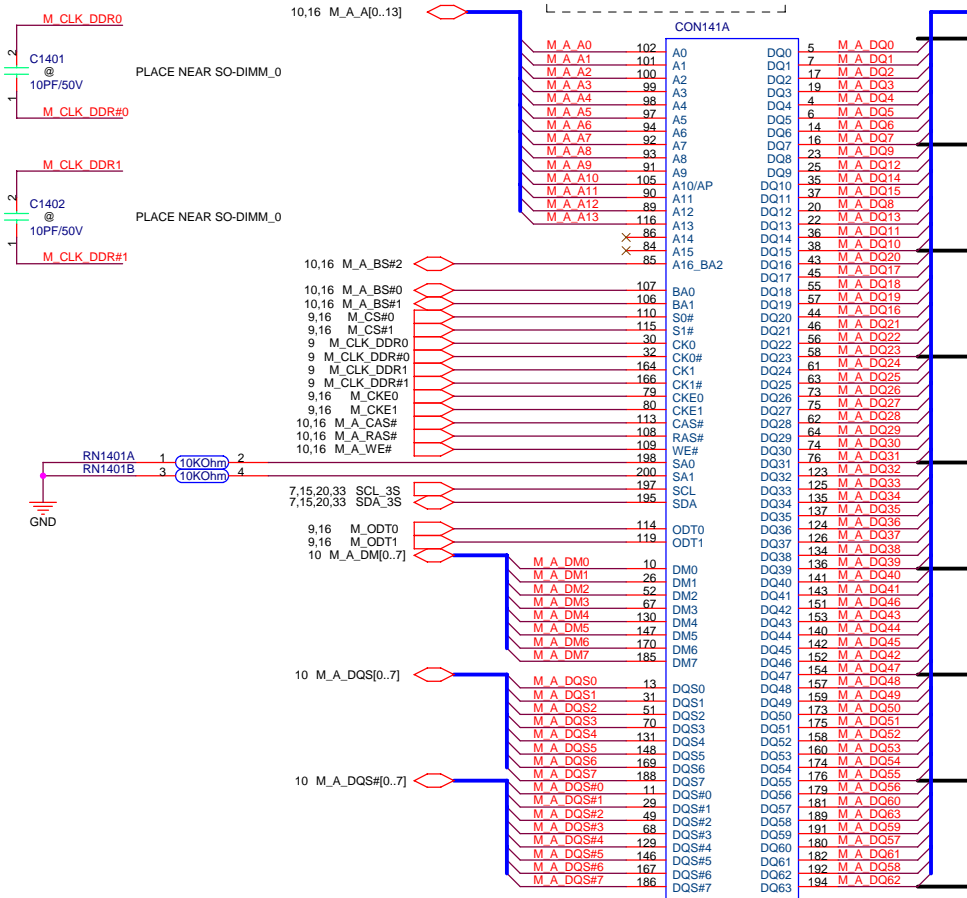 M_CLK_DDR0
2
C1401
@
10PF/50V
1
M_CLK_DDR#0
PLACE NEAR SO-DIMM_0
M_CLK_DDR1
2
C1402
@
10PF/50V
1
M_CLK_DDR#1
PLACE NEAR SO-DIMM_0
10,16 M_A_A[0..13]
CON141A
M_A_A0 102 A0
M_A_A1 101 A1
M_A_A2 100 A2
M_A_A3 99 A3
M_A_A4 98 A4
M_A_A5 97 A5
M_A_A6 94 A6
M_A_A7 92 A7
M_A_A8 93 A8
M_A_A9 91 A9
M_A_A10 105 A10/AP
M_A_A11 90 A11
M_A_A12 89 A12
M_A_A13 116 A13
86 A14
84 A15
10,16 M_A_BS#2 85 A16_BA2
10,16 M_A_BS#0 107 BA0
10,16 M_A_BS#1 106 BA1
9,16 M_CS#0 110 S0#
9,16 M_CS#1 115 S1#
9 M_CLK_DDR0 30 CK0
9 M_CLK_DDR#0 32 CK0#
9 M_CLK_DDR1 164 CK1
9 M_CLK_DDR#1 166 CK1#
9,16 M_CKE0 79 CKE0
9,16 M_CKE1 80 CKE1
10,16 M_A_CAS# 113 CAS#
10,16 M_A_RAS# 108 RAS#
10,16 M_A_WE# 109 WE#
RN1401A 1 10KOhm 2 198 SA0
RN1401B 3 10KOhm 4 200 SA1
GND
7,15,20,33 SCL_3S 197 SCL
7,15,20,33 SDA_3S 195 SDA
9,16 M_ODT0 114 ODT0
9,16 M_ODT1 119 ODT1
10 M_A_DM[0..7]
M_A_DM0 10 DM0
M_A_DM1 26 DM1
M_A_DM2 52 DM2
M_A_DM3 67 DM3
M_A_DM4 130 DM4
M_A_DM5 147 DM5
M_A_DM6 170 DM6
M_A_DM7 185 DM7
10 M_A_DQS[0..7]
M_A_DQS0 13 DQS0
M_A_DQS1 31 DQS1
M_A_DQS2 51 DQS2
M_A_DQS3 70 DQS3
M_A_DQS4 131 DQS4
M_A_DQS5 148 DQS5
M_A_DQS6 169 DQS6
M_A_DQS7 188 DQS7
10 M_A_DQS#[0..7]
M_A_DQS#0 11 DQS#0
M_A_DQS#1 29 DQS#1
M_A_DQS#2 49 DQS#2
M_A_DQS#3 68 DQS#3
M_A_DQS#4 129 DQS#4
M_A_DQS#5 146 DQS#5
M_A_DQS#6 167 DQS#6
M_A_DQS#7 186 DQS#7
DQ0 5 M_A_DQ0
DQ1 7 M_A_DQ1
DQ2 17 M_A_DQ2
DQ3 19 M_A_DQ3
DQ4 4 M_A_DQ4
DQ5 6 M_A_DQ5
DQ6 14 M_A_DQ6
DQ7 16 M_A_DQ7
DQ8 23 M_A_DQ9
DQ9 25 M_A_DQ12
DQ10 35 M_A_DQ14
DQ11 37 M_A_DQ15
DQ12 20 M_A_DQ8
DQ13 22 M_A_DQ13
DQ14 36 M_A_DQ11
DQ15 38 M_A_DQ10
DQ16 43 M_A_DQ20
DQ17 45 M_A_DQ17
DQ18 55 M_A_DQ18
DQ19 57 M_A_DQ19
DQ20 44 M_A_DQ16
DQ21 46 M_A_DQ21
DQ22 56 M_A_DQ22
DQ23 58 M_A_DQ23
DQ24 61 M_A_DQ24
DQ25 63 M_A_DQ25
DQ26 73 M_A_DQ26
DQ27 75 M_A_DQ27
DQ28 62 M_A_DQ28
DQ29 64 M_A_DQ29
DQ30 74 M_A_DQ30
DQ31 76 M_A_DQ31
DQ32 123 M_A_DQ32
DQ33 125 M_A_DQ33
DQ34 135 M_A_DQ34
DQ35 137 M_A_DQ35
DQ36 124 M_A_DQ36
DQ37 126 M_A_DQ37
DQ38 134 M_A_DQ38
DQ39 136 M_A_DQ39
DQ40 141 M_A_DQ40
DQ41 143 M_A_DQ41
DQ42 151 M_A_DQ46
DQ43 153 M_A_DQ43
DQ44 140 M_A_DQ44
DQ45 142 M_A_DQ45
DQ46 152 M_A_DQ42
DQ47 154 M_A_DQ47
DQ48 157 M_A_DQ48
DQ49 159 M_A_DQ49
DQ50 173 M_A_DQ50
DQ51 175 M_A_DQ51
DQ52 158 M_A_DQ52
DQ53 160 M_A_DQ53
DQ54 174 M_A_DQ54
DQ55 176 M_A_DQ55
DQ56 179 M_A_DQ56
DQ57 181 M_A_DQ60
DQ58 189 M_A_DQ63
DQ59 191 M_A_DQ59
DQ60 180 M_A_DQ57
DQ61 182 M_A_DQ61
DQ62 192 M_A_DQ58
DQ63 194 M_A_DQ62